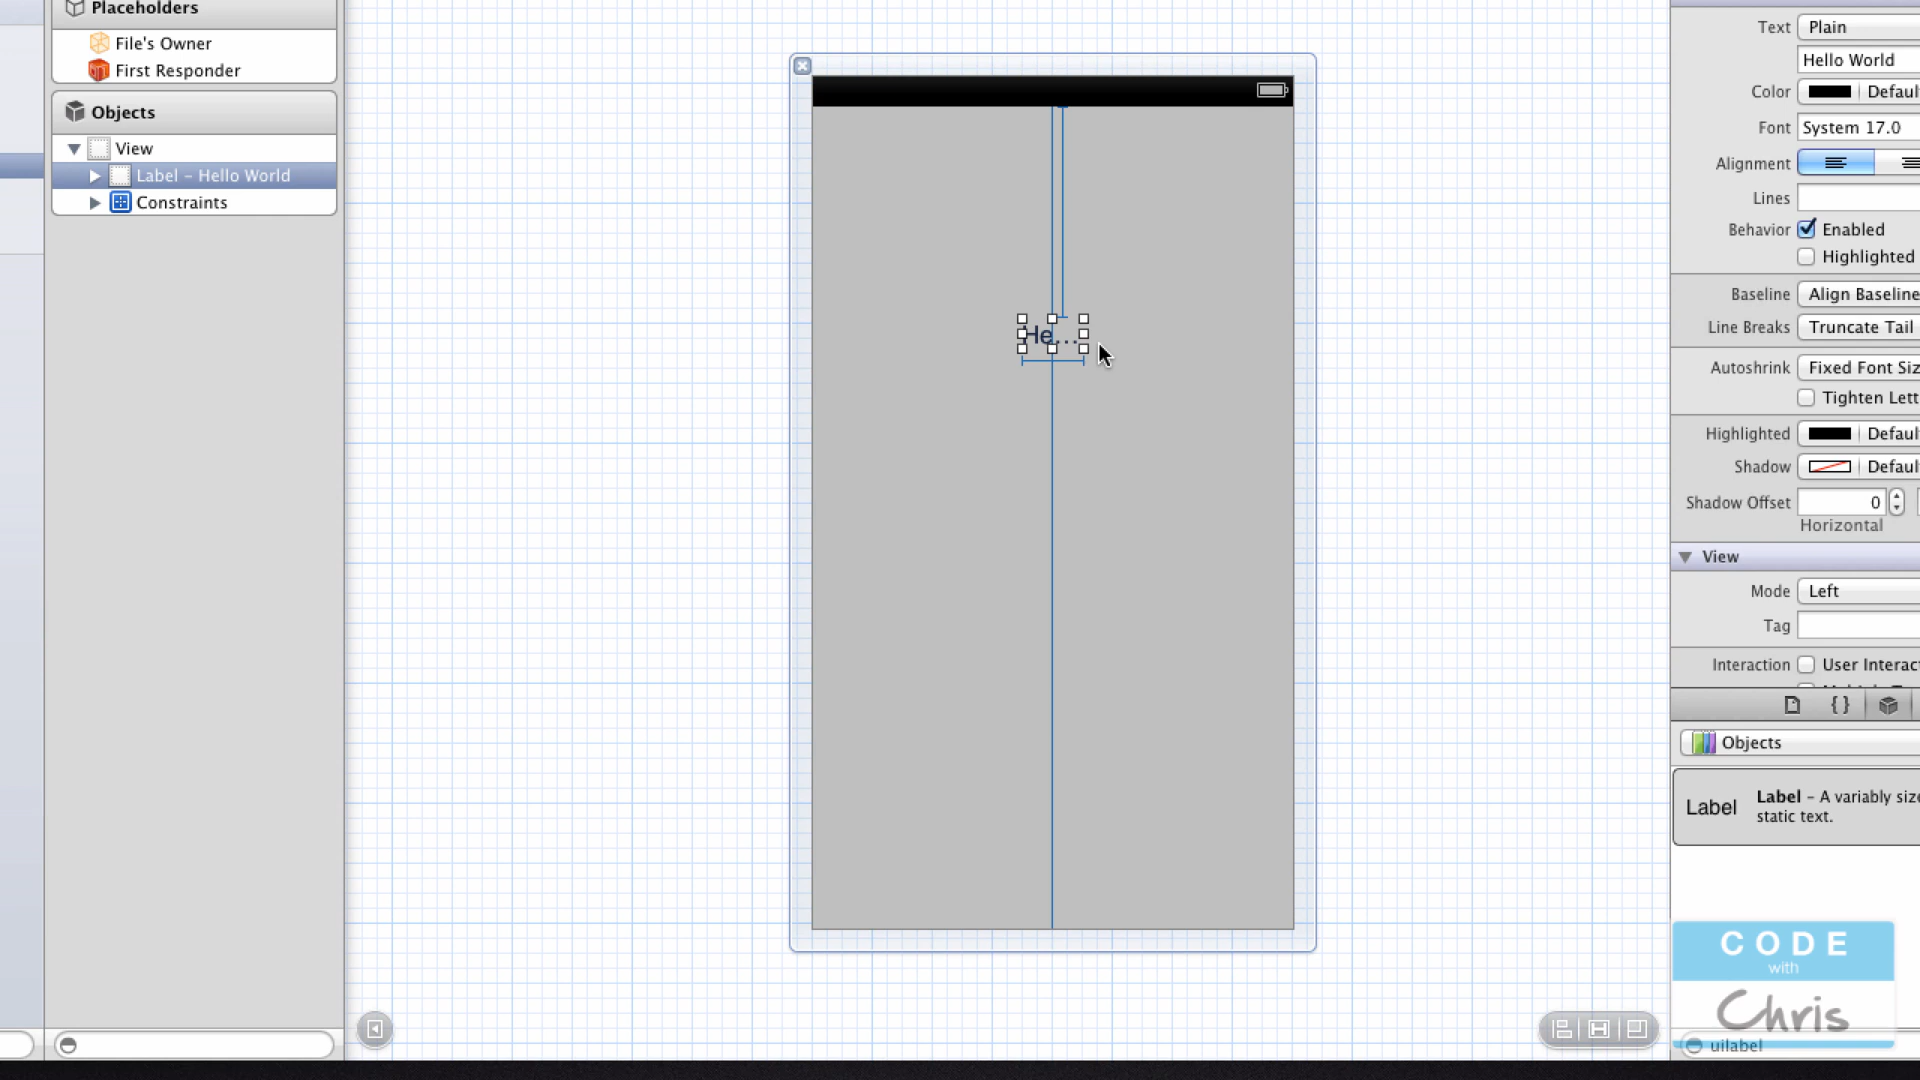 Placeholders
File's Owner
First Responder
Objects
View
Label – Hello World
Constraints
He...
Text Plain
Hello World
Color Defaul
Font System 17.0
Alignment
Lines
Behavior Enabled
Highlighted
Baseline Align Baseline
Line Breaks Truncate Tail
Autoshrink Fixed Font Siz
Tighten Lett
Highlighted Defaul
Shadow Defaul
Shadow Offset 0
Horizontal
View
Mode Left
Tag
Interaction User Interac
{}
Objects
Label
Label – A variably size
static text.
CODE
with
Chris
uilabel